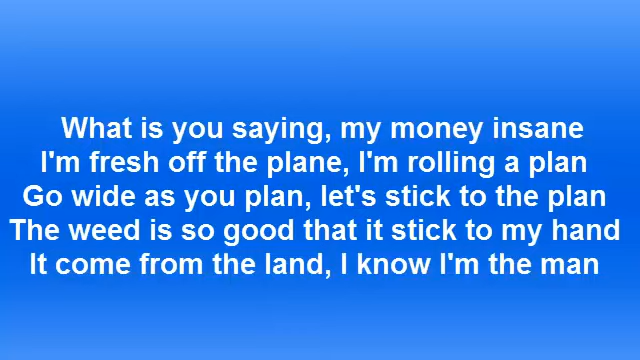 What is you saying, my money insane
I'm fresh off the plane, I'm rolling a plan
Go wide as you plan, let's stick to the plan
The weed is so good that it stick to my hand
It come from the land, I know I'm the man